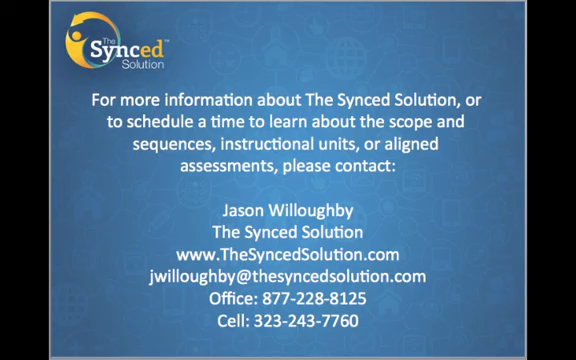 The
Synced™
Solution
For more information about The Synced Solution, or
to schedule a time to learn about the scope and
sequences, instructional units, or aligned
assessments, please contact:
Jason Willoughby
The Synced Solution
www.TheSyncedSolution.com
jwilloughby@thesyncedsolution.com
Office: 877-228-8125
Cell: 323-243-7760